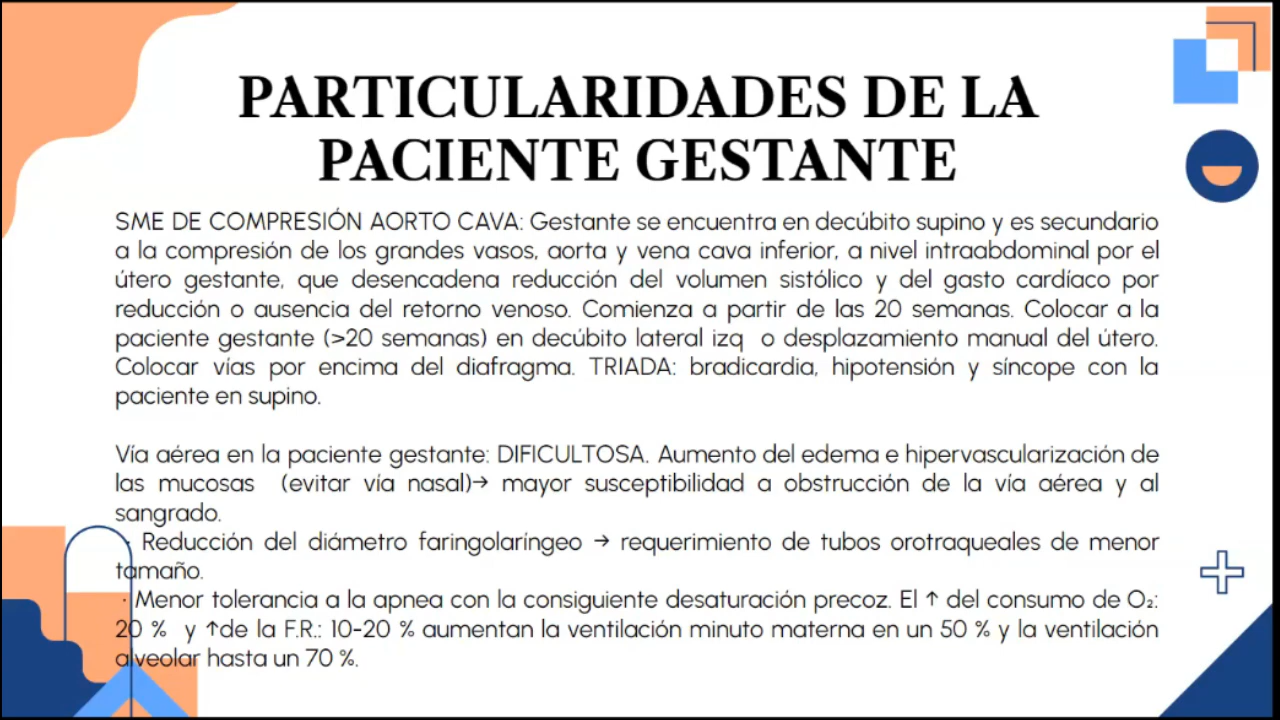 PARTICULARIDADES DE LA
PACIENTE GESTANTE
SME DE COMPRESIÓN AORTO CAVA: Gestante se encuentra en decúbito supino y es secundario
a la compresión de los grandes vasos, aorta y vena cava inferior, a nivel intraabdominal por el
útero gestante, que desencadena reducción del volumen sistólico y del gasto cardíaco por
reducción o ausencia del retorno venoso. Comienza a partir de las 20 semanas. Colocar a la
paciente gestante (>20 semanas) en decúbito lateral izq o desplazamiento manual del útero.
Colocar vías por encima del diafragma. TRIADA: bradicardia, hipotensión y síncope con la
paciente en supino.
Vía aérea en la paciente gestante: DIFICULTOSA. Aumento del edema e hipervascularización de
las mucosas (evitar vía nasal)→ mayor susceptibilidad a obstrucción de la vía aérea y al
sangrado.
· Reducción del diámetro faringolaríngeo → requerimiento de tubos orotraqueales de menor
tamaño.
· Menor tolerancia a la apnea con la consiguiente desaturación precoz. El ↑ del consumo de O₂:
20 % y ↑de la F.R.: 10-20 % aumentan la ventilación minuto materna en un 50 % y la ventilación
alveolar hasta un 70 %.